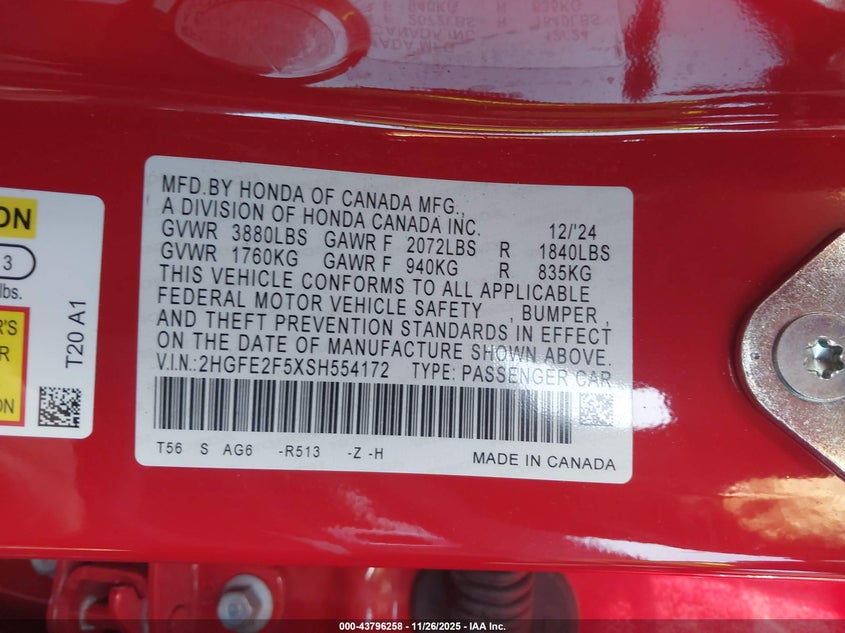 MFD.BY HONDA OF CANADA MFG.,
A DIVISION OF HONDA CANADA INC. 12/'24
GVWR 3880LBS GAWR F 2072LBS R 1840LBS
GVWR 1760KG GAWR F 940KG R 835KG
THIS VEHICLE CONFORMS TO ALL APPLICABLE
FEDERAL MOTOR VEHICLE SAFETY ,BUMPER,
AND THEFT PREVENTION STANDARDS IN EFFECT
ON THE DATE OF MANUFACTURE SHOWN ABOVE.
V.I.N.:2HGFE2F5XSH554172 TYPE: PASSENGER CAR
T56 S AG6 -R513 -Z -H
MADE IN CANADA
ON
3
lbs.
R'S
ON
T20 A1
000-43796258 - 11/26/2025 - IAA Inc.